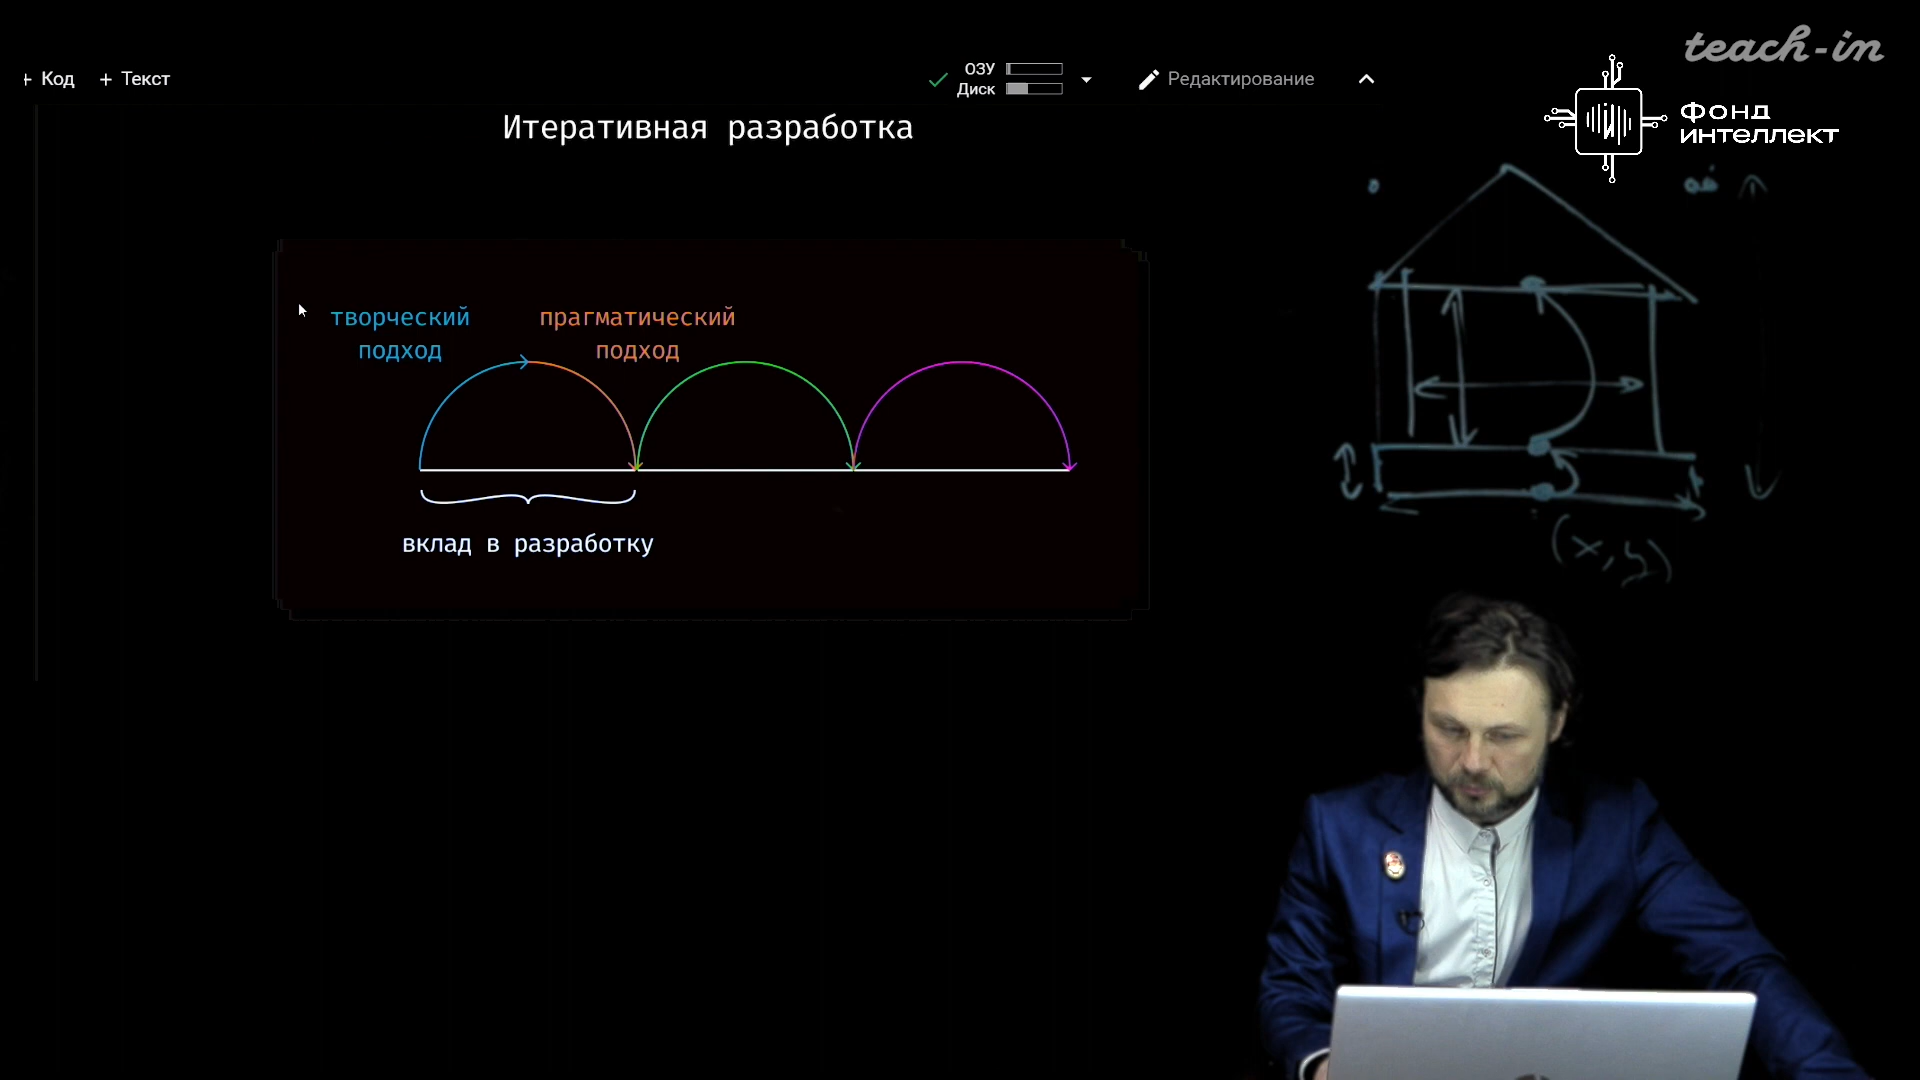 teach-in
+ Код + Текст
ОЗУ
Диск
Редактирование
Фонд
интеллект
Итеративная разработка
творческий
подход
прагматический
подход
вклад в разработку
(x, y)